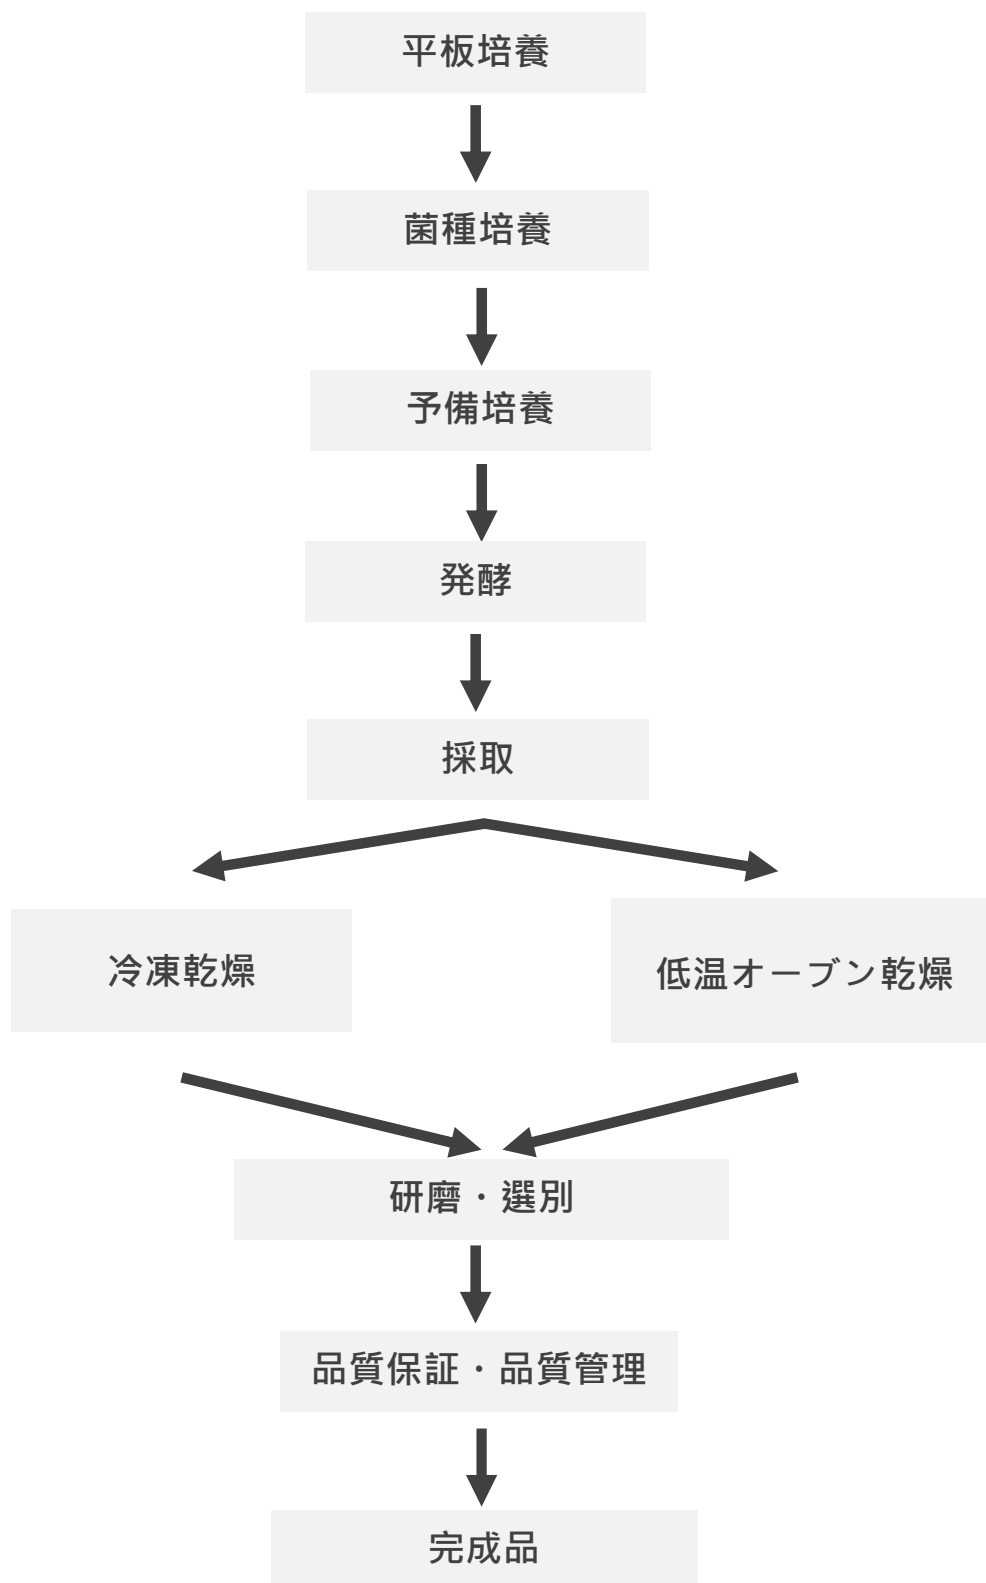 平板培養
菌種培養
予備培養
発酵
採取
冷凍乾燥
低温オーブン乾燥
研磨・選別
品質保証・品質管理
完成品